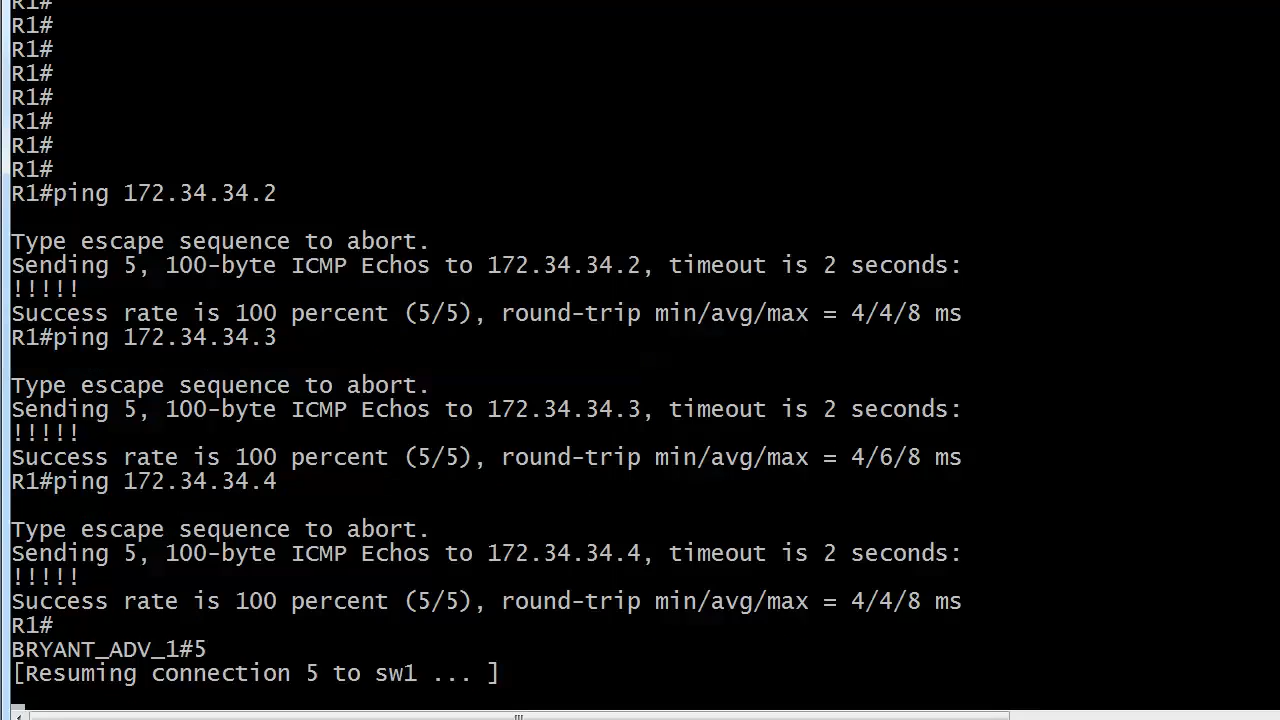 R1#
R1#
R1#
R1#
R1#
R1#
R1#
R1#
R1#ping 172.34.34.2
Type escape sequence to abort.
Sending 5, 100-byte ICMP Echos to 172.34.34.2, timeout is 2 seconds:
!!!!!
Success rate is 100 percent (5/5), round-trip min/avg/max = 4/4/8 ms
R1#ping 172.34.34.3
Type escape sequence to abort.
Sending 5, 100-byte ICMP Echos to 172.34.34.3, timeout is 2 seconds:
!!!!!
Success rate is 100 percent (5/5), round-trip min/avg/max = 4/6/8 ms
R1#ping 172.34.34.4
Type escape sequence to abort.
Sending 5, 100-byte ICMP Echos to 172.34.34.4, timeout is 2 seconds:
!!!!!
Success rate is 100 percent (5/5), round-trip min/avg/max = 4/4/8 ms
R1#
BRYANT_ADV_1#5
[Resuming connection 5 to sw1 ... ]